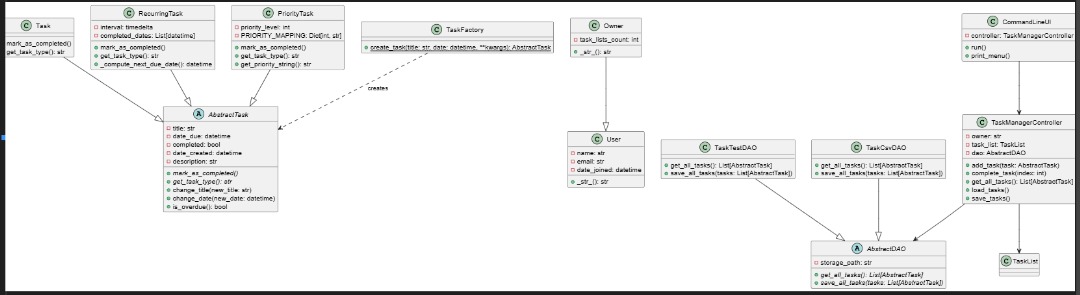 C Task
mark_as_completed()
get_task_type(): str
C RecurringTask
interval: timedelta
completed_dates: List[datetime]
mark_as_completed()
get_task_type(): str
_compute_next_due_date(): datetime
C PriorityTask
priority_level: int
PRIORITY_MAPPING: Dict[int, str]
mark_as_completed()
get_task_type(): str
get_priority_string(): str
C TaskFactory
create_task(title: str, date: datetime, **kwargs): AbstractTask
C Owner
task_lists_count: int
_str_(): str
C CommandLineUI
controller: TaskManagerController
run()
print_menu()
creates
A AbstractTask
title: str
date_due: datetime
completed: bool
date_created: datetime
description: str
mark_as_completed()
get_task_type(): str
change_title(new_title: str)
change_date(new_date: datetime)
is_overdue(): bool
C User
name: str
email: str
date_joined: datetime
_str_(): str
C TaskTestDAO
get_all_tasks(): List[AbstractTask]
save_all_tasks(tasks: List[AbstractTask])
C TaskCsvDAO
get_all_tasks(): List[AbstractTask]
save_all_tasks(tasks: List[AbstractTask])
C TaskManagerController
owner: str
task_list: TaskList
dao: AbstractDAO
add_task(task: AbstractTask)
complete_task(index: int)
get_all_tasks(): List[AbstractTask]
load_tasks()
save_tasks()
A AbstractDAO
storage_path: str
get_all_tasks(): List[AbstractTask]
save_all_tasks(tasks: List[AbstractTask])
C TaskList